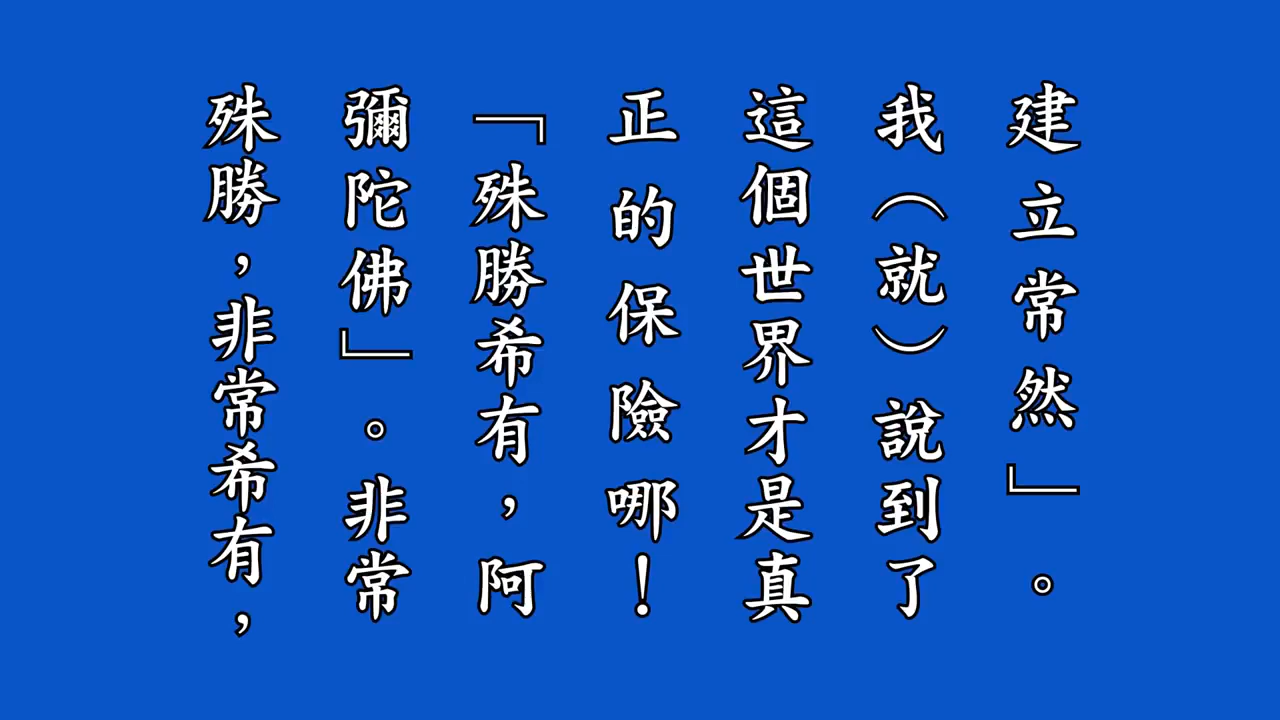 建立常然」。
我（就）說到了
這個世界才是真
正的保險哪！
「殊勝希有，阿
彌陀佛」。非常
殊勝，非常希有，